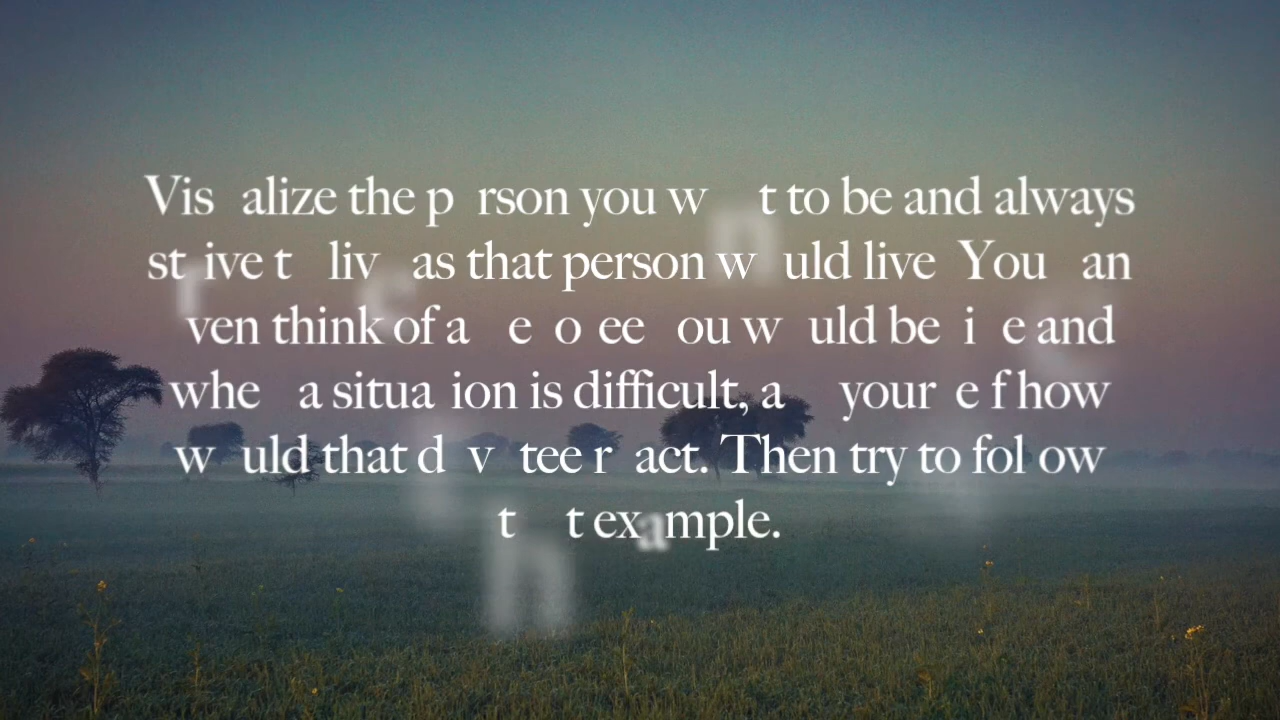 Vis alize the p rson you w t to be and always
st ive t liv as that person w uld live You an
ven think of a e o ee ou w uld be i e and
whe a situa ion is difficult, a your e f how
w uld that d v tee r act. Then try to fol ow
t t example.